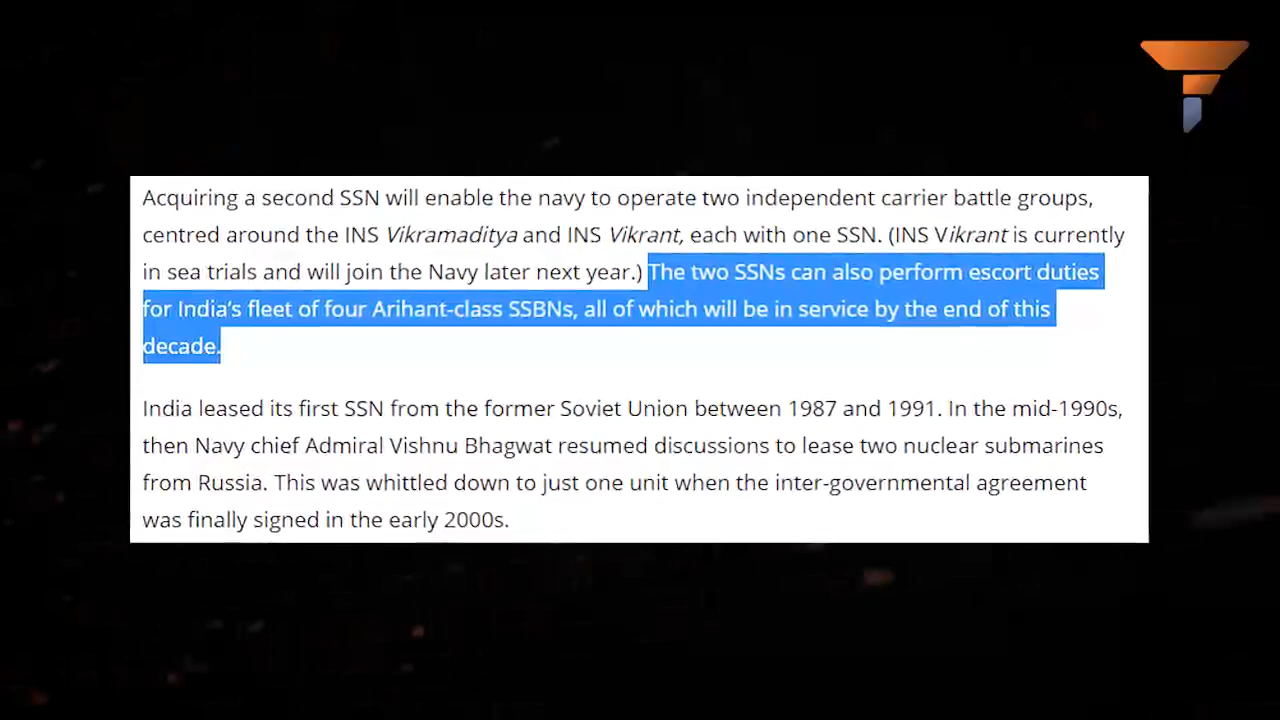 Acquiring a second SSN will enable the navy to operate two independent carrier battle groups,
centred around the INS Vikramaditya and INS Vikrant, each with one SSN. (INS Vikrant is currently
in sea trials and will join the Navy later next year.) The two SSNs can also perform escort duties
for India’s fleet of four Arihant-class SSBNs, all of which will be in service by the end of this
decade.
India leased its first SSN from the former Soviet Union between 1987 and 1991. In the mid-1990s,
then Navy chief Admiral Vishnu Bhagwat resumed discussions to lease two nuclear submarines
from Russia. This was whittled down to just one unit when the inter-governmental agreement
was finally signed in the early 2000s.